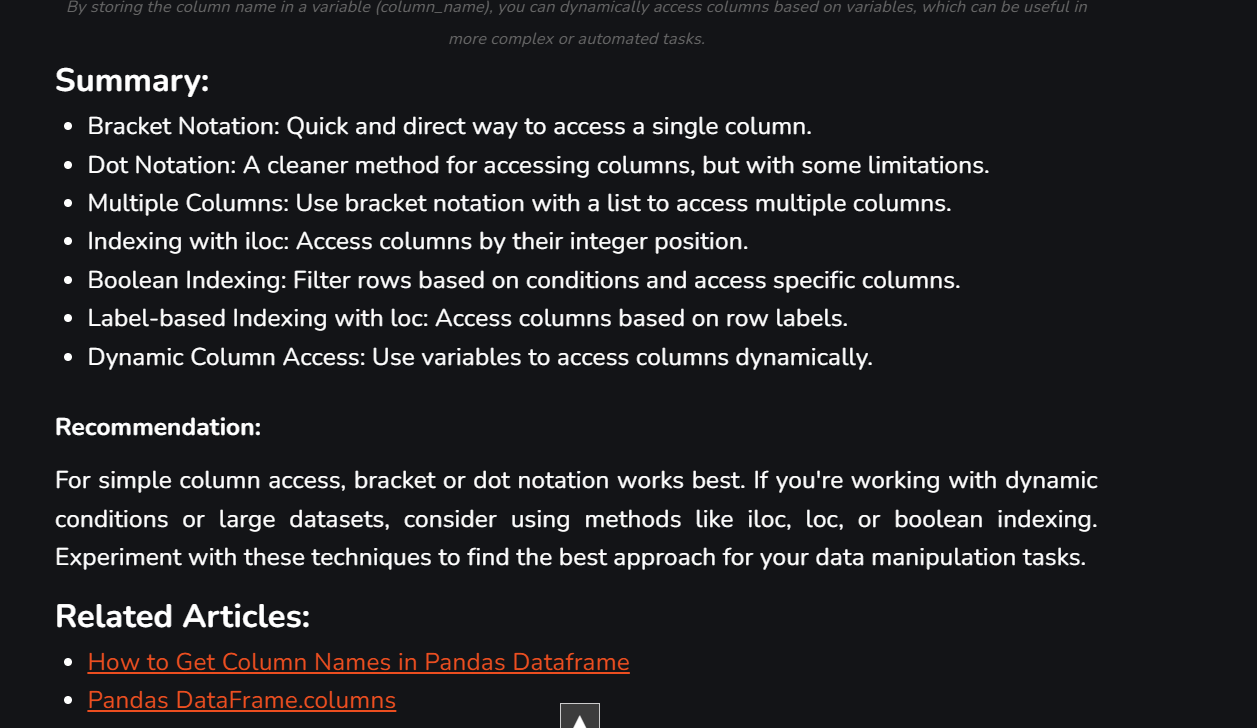 By storing the column name in a variable (column_name), you can dynamically access columns based on variables, which can be useful in
more complex or automated tasks.
Summary:
• Bracket Notation: Quick and direct way to access a single column.
• Dot Notation: A cleaner method for accessing columns, but with some limitations.
• Multiple Columns: Use bracket notation with a list to access multiple columns.
• Indexing with iloc: Access columns by their integer position.
• Boolean Indexing: Filter rows based on conditions and access specific columns.
• Label-based Indexing with loc: Access columns based on row labels.
• Dynamic Column Access: Use variables to access columns dynamically.
Recommendation:
For simple column access, bracket or dot notation works best. If you're working with dynamic
conditions or large datasets, consider using methods like iloc, loc, or boolean indexing.
Experiment with these techniques to find the best approach for your data manipulation tasks.
Related Articles:
• How to Get Column Names in Pandas Dataframe
• Pandas DataFrame.columns